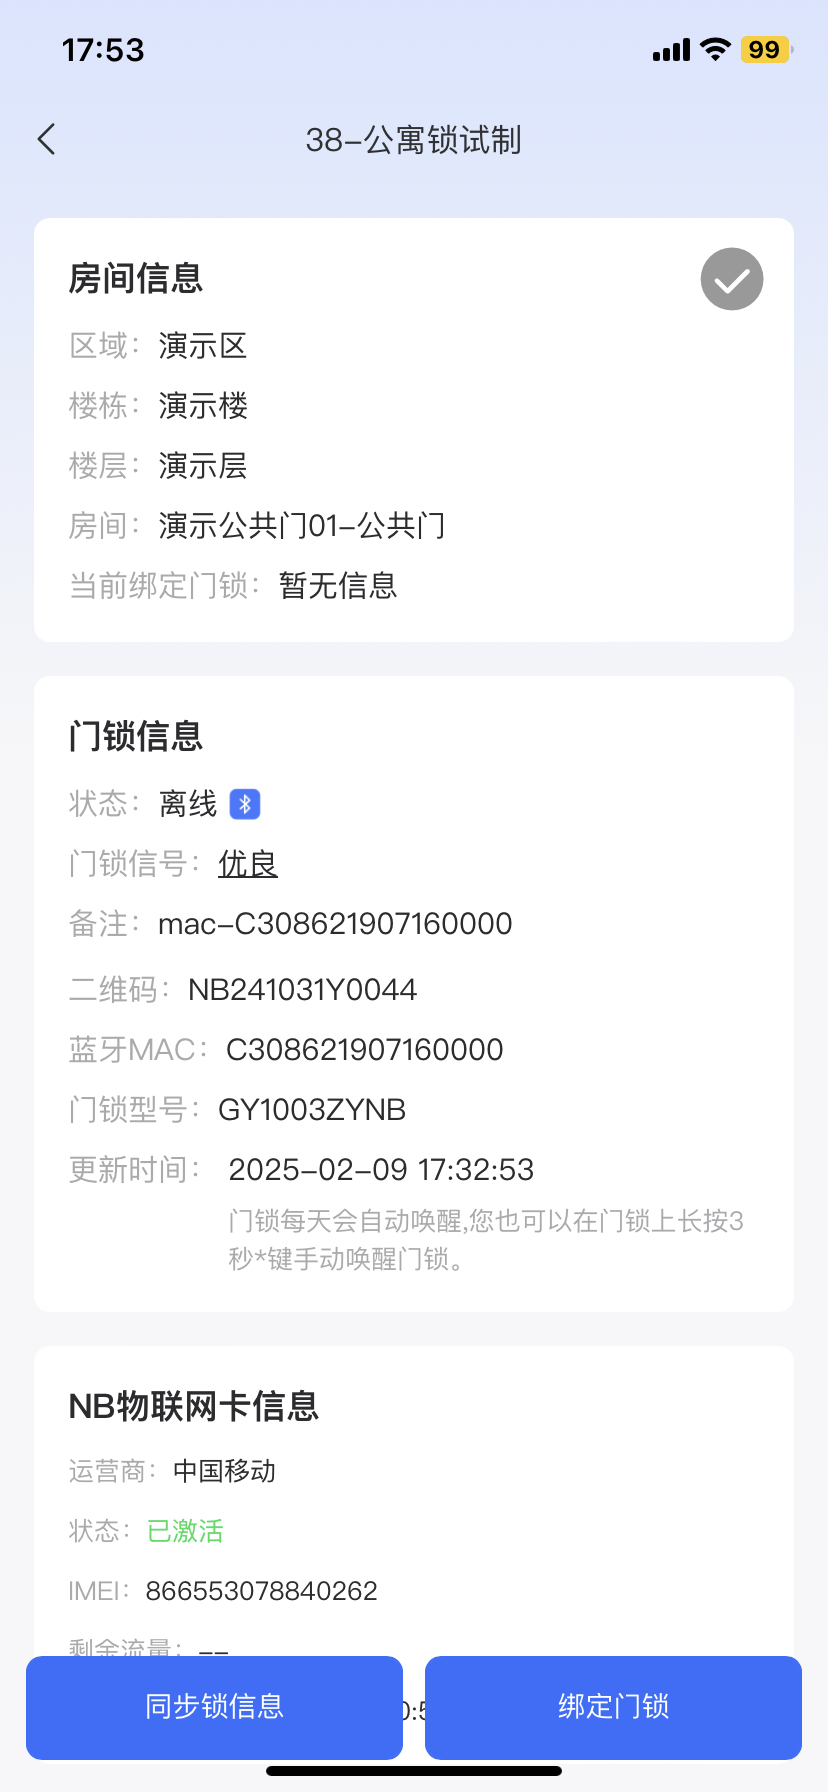 17:53
99
38-公寓锁试制
房间信息
区域：演示区
楼栋：演示楼
楼层：演示层
房间：演示公共门01-公共门
当前绑定门锁：暂无信息
门锁信息
状态：离线
门锁信号：优良
备注：mac-C308621907160000
二维码：NB241031Y0044
蓝牙MAC：C308621907160000
门锁型号：GY1003ZYNB
更新时间：2025-02-09 17:32:53
门锁每天会自动唤醒,您也可以在门锁上长按3
秒*键手动唤醒门锁。
NB物联网卡信息
运营商：中国移动
状态：已激活
IMEI：866553078840262
剩余流量：--
同步锁信息
绑定门锁